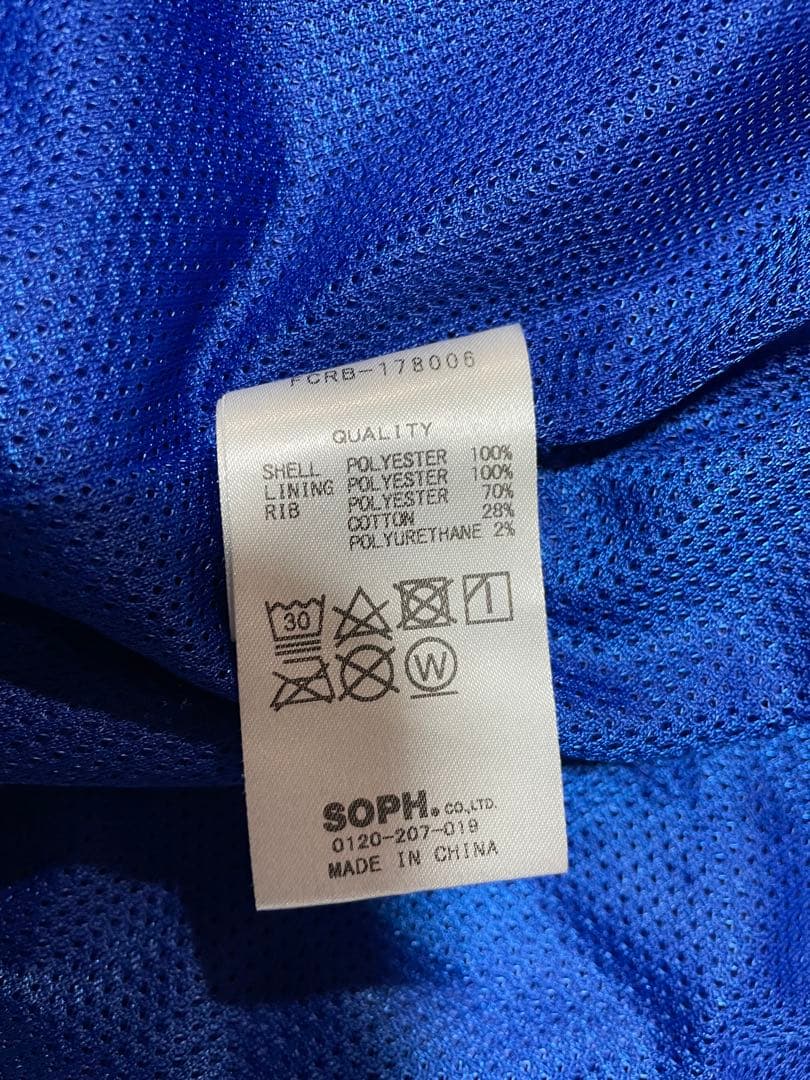 FCRB-178006
QUALITY
SHELL POLYESTER 100%
LINING POLYESTER 100%
RIB POLYESTER 70%
COTTON 28%
POLYURETHANE 2%
30
W
SOPH. CO.,LTD.
0120-207-019
MADE IN CHINA